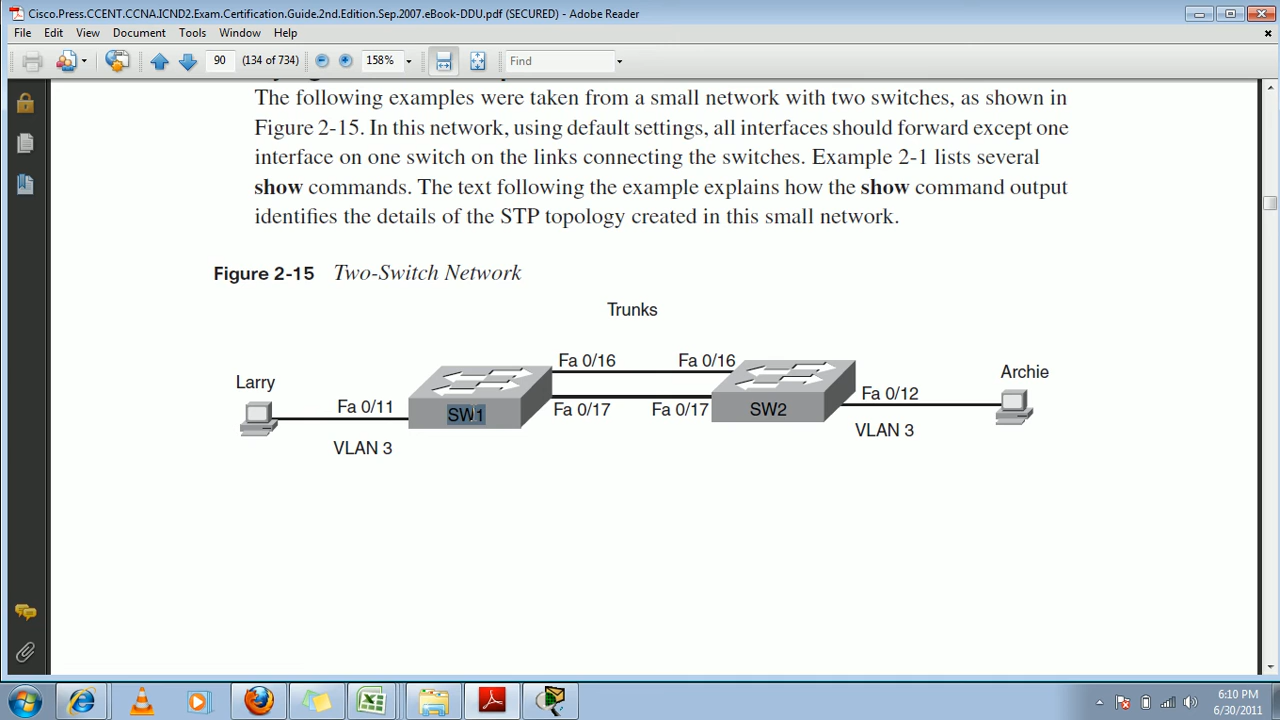 Cisco.Press.CCENT.CCNA.ICND2.Exam.Certification.Guide.2nd.Edition.Sep.2007.eBook-DDU.pdf (SECURED) - Adobe Reader
File Edit View Document Tools Window Help
90 (134 of 734) 158% Find
The following examples were taken from a small network with two switches, as shown in
Figure 2-15. In this network, using default settings, all interfaces should forward except one
interface on one switch on the links connecting the switches. Example 2-1 lists several
show commands. The text following the example explains how the show command output
identifies the details of the STP topology created in this small network.
Figure 2-15 Two-Switch Network
Trunks
Larry
Fa 0/11
VLAN 3
SW1
Fa 0/16 Fa 0/16
Fa 0/17 Fa 0/17
SW2
Fa 0/12
VLAN 3
Archie
6:10 PM
6/30/2011